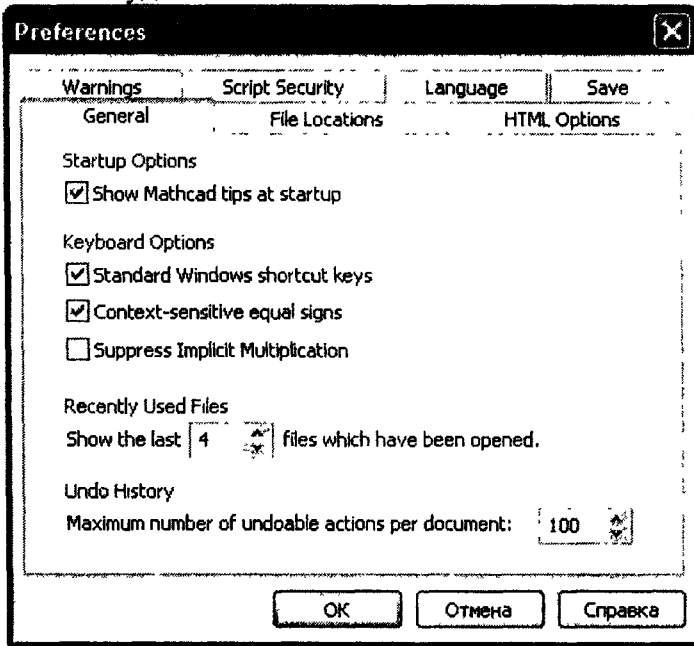 Preferences
Warnings Script Security Language Save
General File Locations HTML Options
Startup Options
Show Mathcad tips at startup
Keyboard Options
Standard Windows shortcut keys
Context-sensitive equal signs
Suppress Implicit Multiplication
Recently Used Files
Show the last 4 files which have been opened.
Undo History
Maximum number of undoable actions per document: 100
OK Отмена Справка